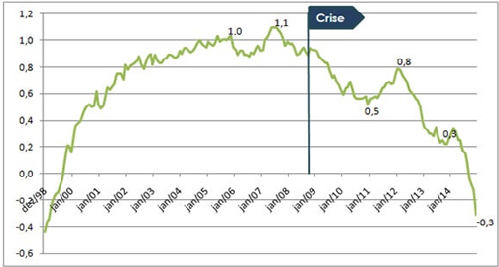 Crise
1,2
1,0
0,8
0,6
0,4
0,2
0,0
-0,2
-0,4
-0,6
1,0
1,1
0,5
0,8
0,3
-0,3
dez/98
jan/00
jan/01
jan/02
jan/03
jan/04
jan/05
jan/06
jan/07
jan/08
jan/09
jan/10
jan/11
jan/12
jan/13
jan/14